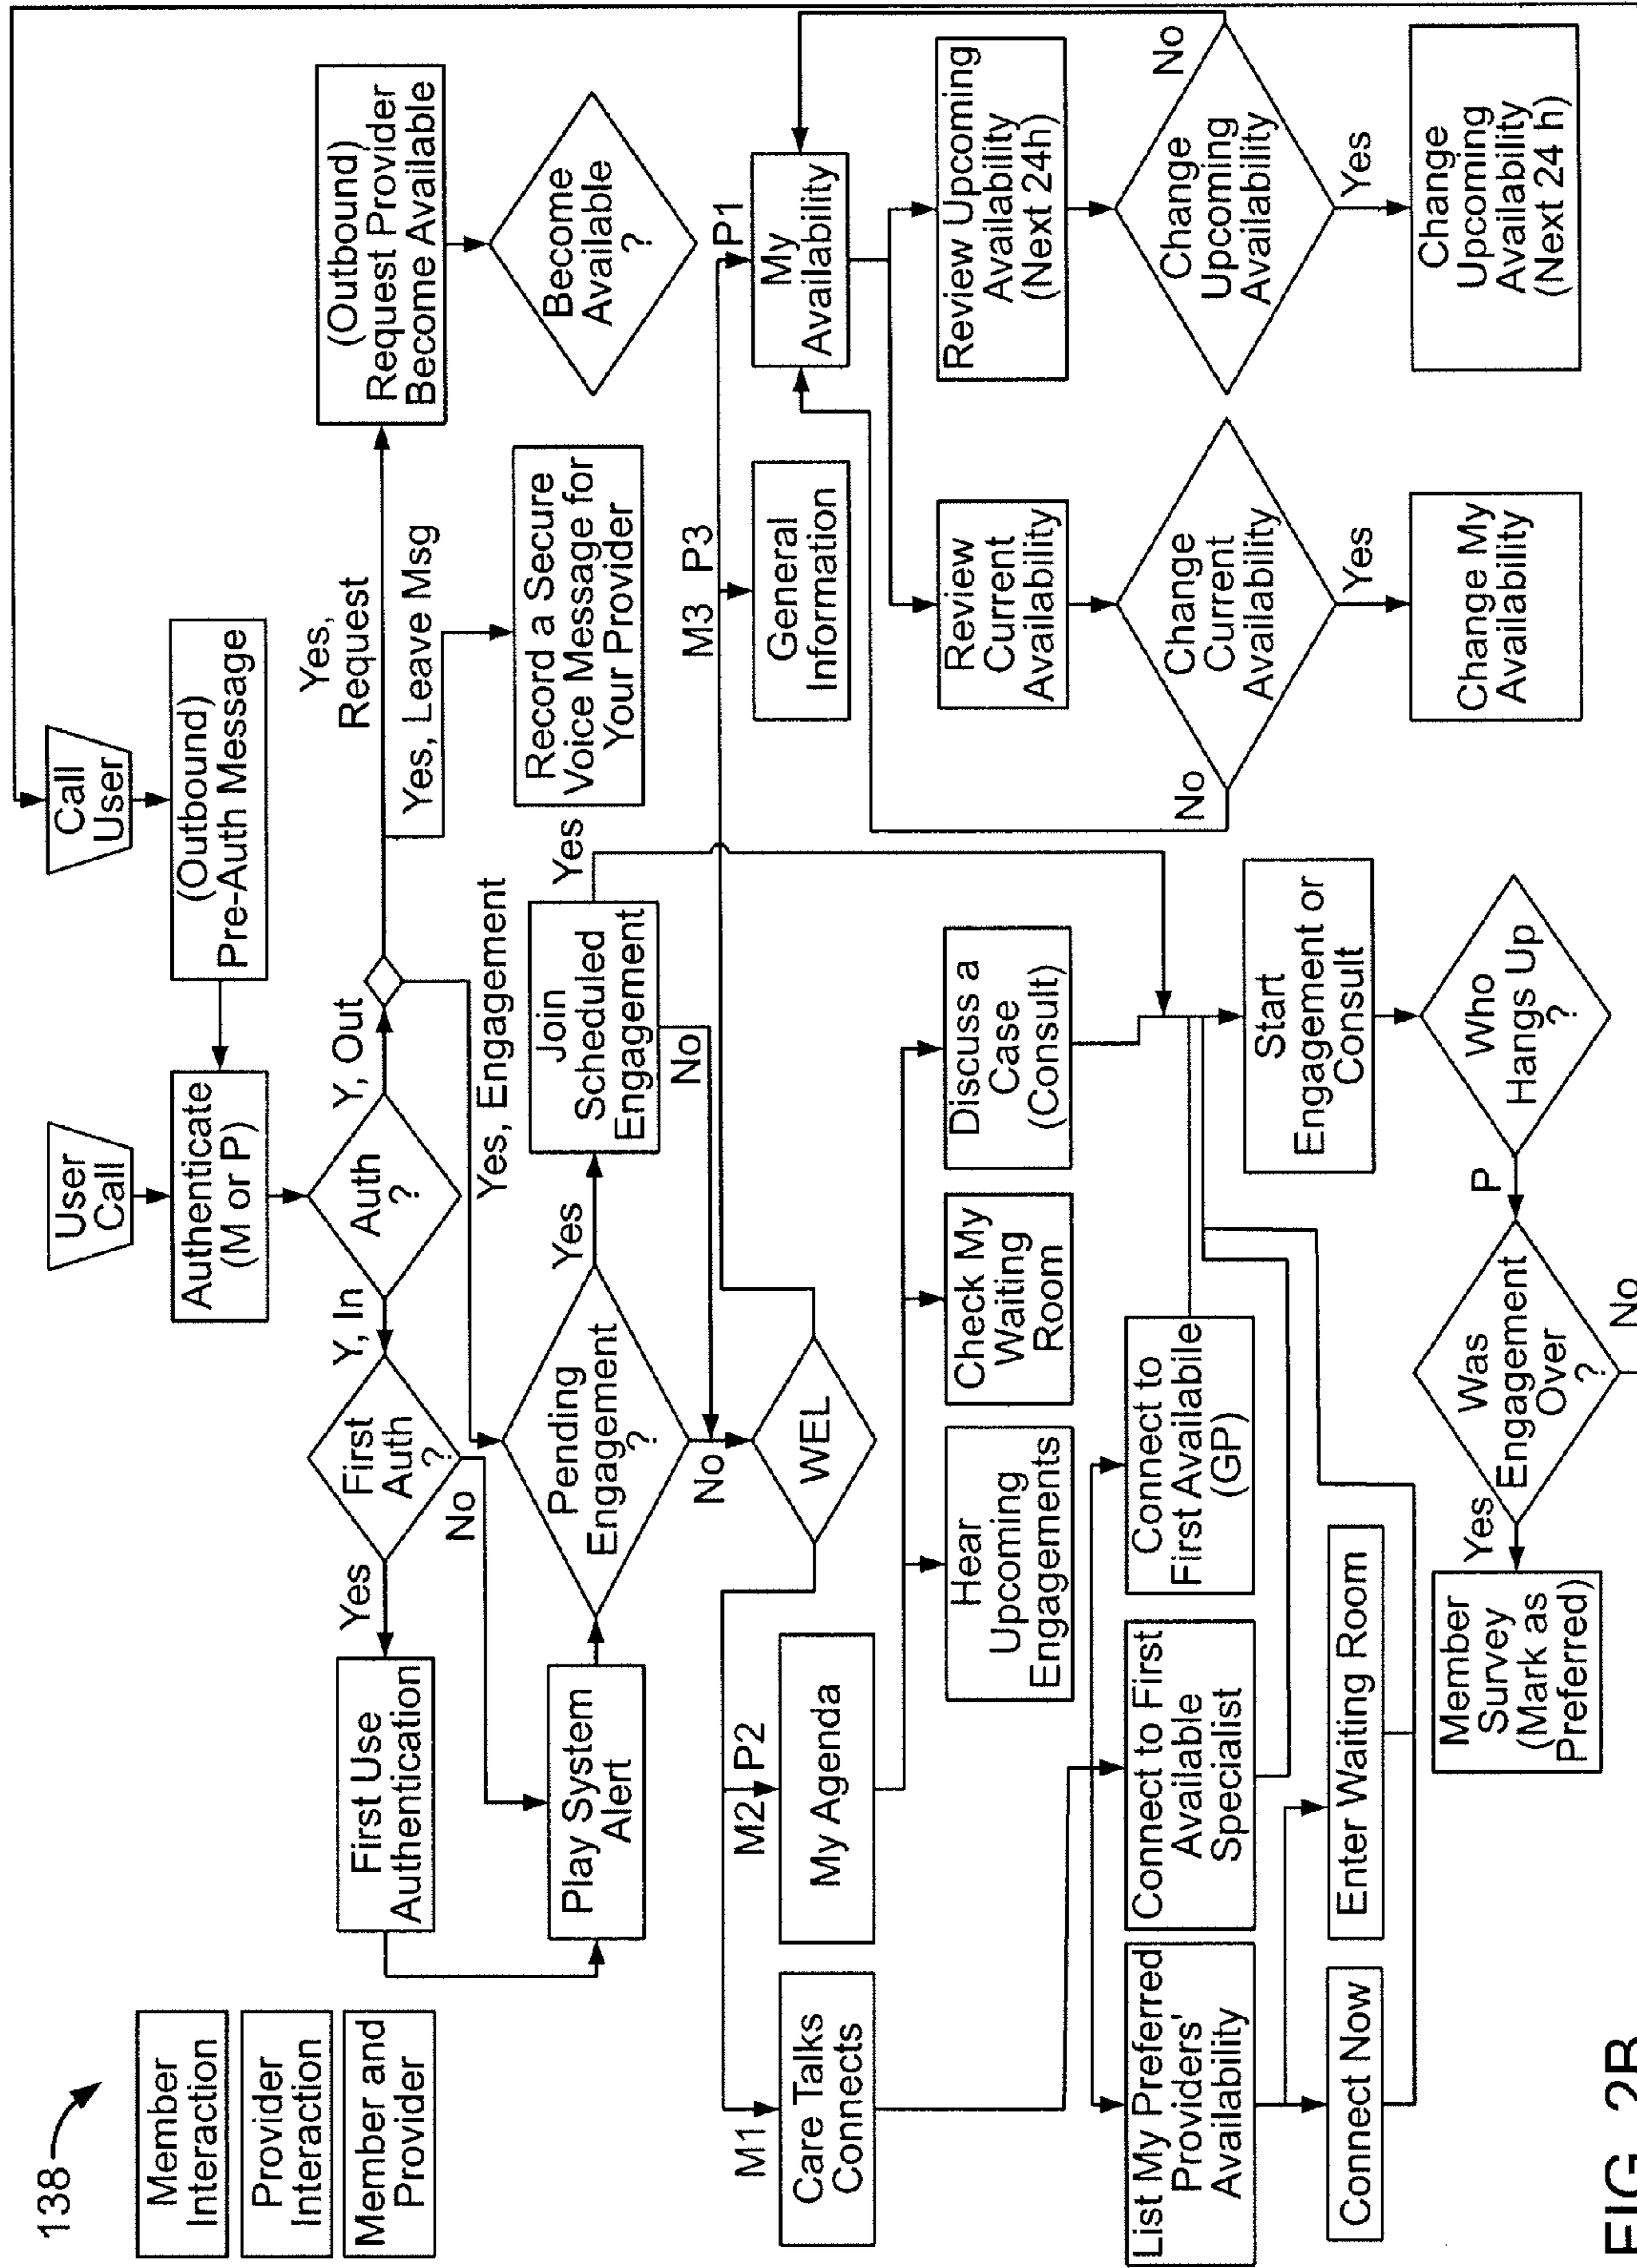 138
Member
Interaction
Provider
Interaction
Member and
Provider
User
Call
Call
User
Authenticate
(M or P)
(Outbound)
Pre-Auth Message
First Use
Authentication
Yes
First
Auth
?
No
Y, In
Auth
?
Y, Out
Yes,
Request
Yes, Leave Msg
Yes, Engagement
(Outbound)
Request Provider
Become Available
Become
Available
?
Record a Secure
Voice Message for
Your Provider
Play System
Alert
Pending
Engagement
?
Yes
No
Join
Scheduled
Engagement
Yes
No
WEL
M1
M2 P2
M3 P3
P1
Care Talks
Connects
My Agenda
General
Information
My
Availability
Hear
Upcoming
Engagements
Check My
Waiting
Room
Discuss a
Case
(Consult)
Review
Current
Availability
Review Upcoming
Availability
(Next 24h)
List My Preferred
Providers'
Availability
Connect to First
Available
Specialist
Connect to
First Availabile
(GP)
Change
Current
Availability
No
Yes
Change
Upcoming
Availability
No
Yes
Connect Now
Enter Waiting Room
Start
Engagement or
Consult
Change My
Availability
Change
Upcoming
Availability
(Next 24 h)
Member
Survey
(Mark as
Preferred)
Yes
Was
Engagement
Over
?
No
P
Who
Hangs Up
?
FIG. 2B